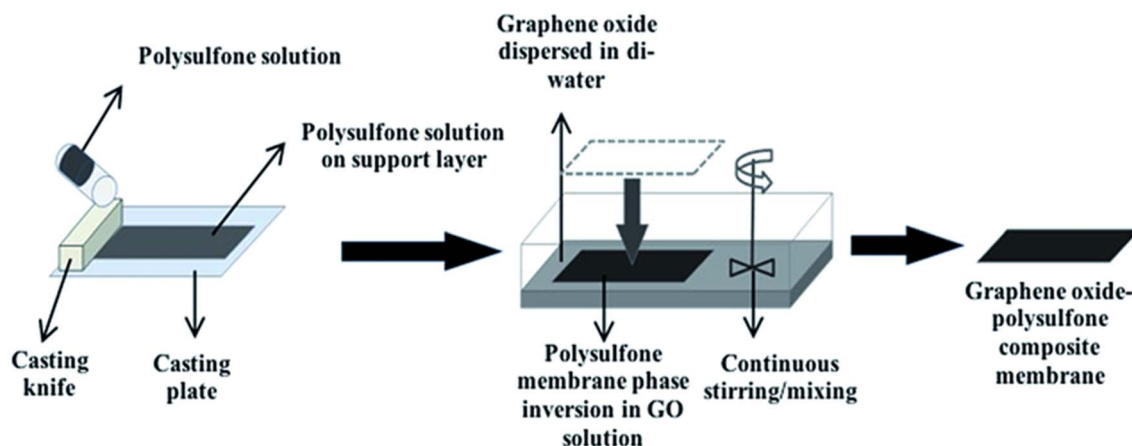 Polysulfone solution
Polysulfone solution
on support layer
Casting
knife
Casting
plate
Graphene oxide
dispersed in di-
water
Polysulfone
membrane phase
inversion in GO
solution
Continuous
stirring/mixing
Graphene oxide-
polysulfone
composite
membrane